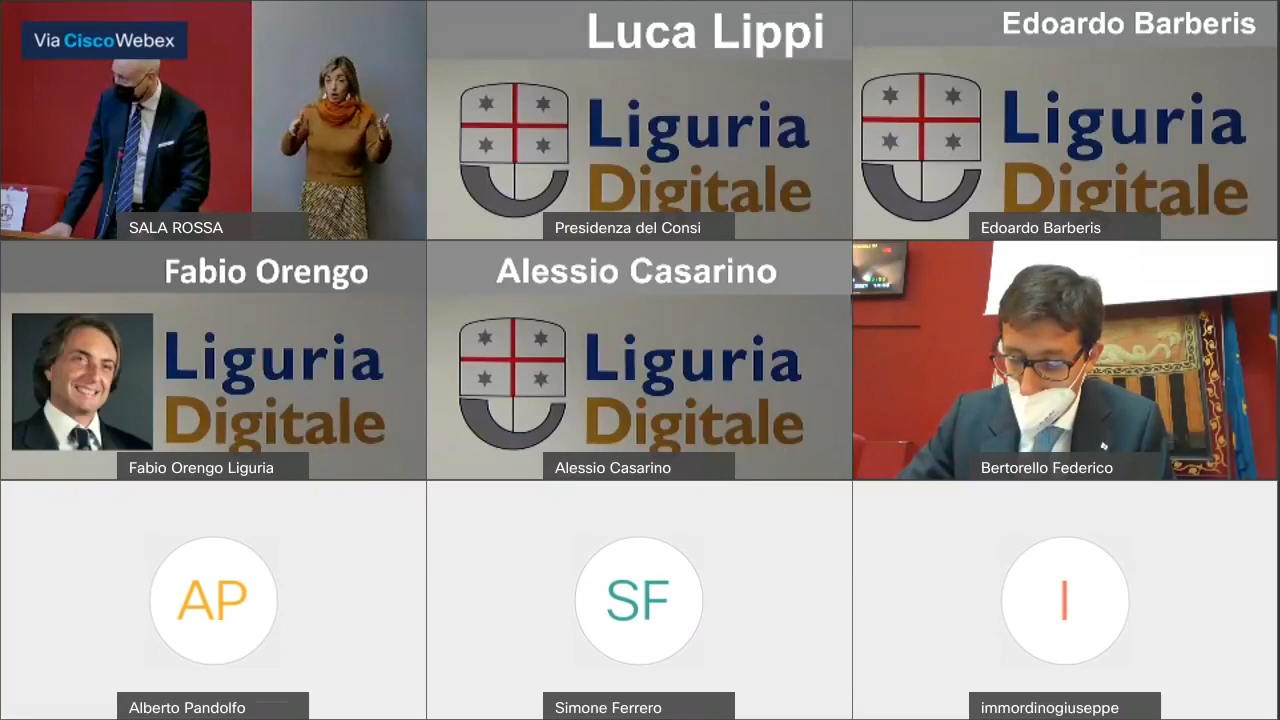 Via Cisco Webex
SALA ROSSA
Luca Lippi
Liguria
Digitale
Presidenza del Consi
Edoardo Barberis
Liguria
Digitale
Edoardo Barberis
Fabio Orengo
Liguria
Digitale
Fabio Orengo Liguria
Alessio Casarino
Liguria
Digitale
Alessio Casarino
Bertorello Federico
AP
Alberto Pandolfo
SF
Simone Ferrero
I
immordinogiuseppe